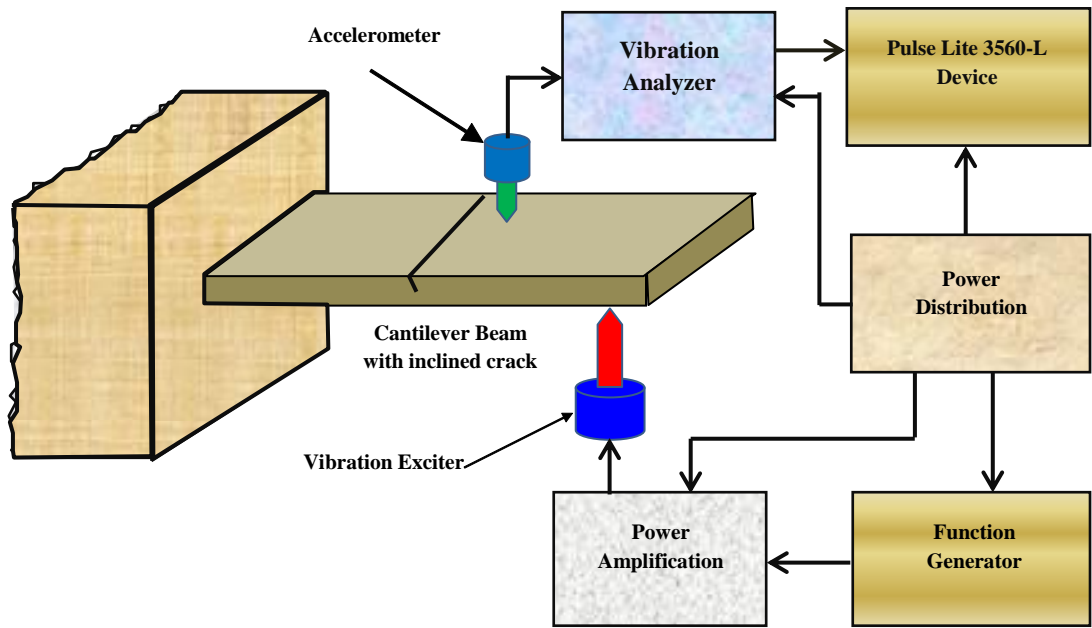 Accelerometer
Vibration
Analyzer
Pulse Lite 3560-L
Device
Power
Distribution
Cantilever Beam
with inclined crack
Vibration Exciter
Power
Amplification
Function
Generator